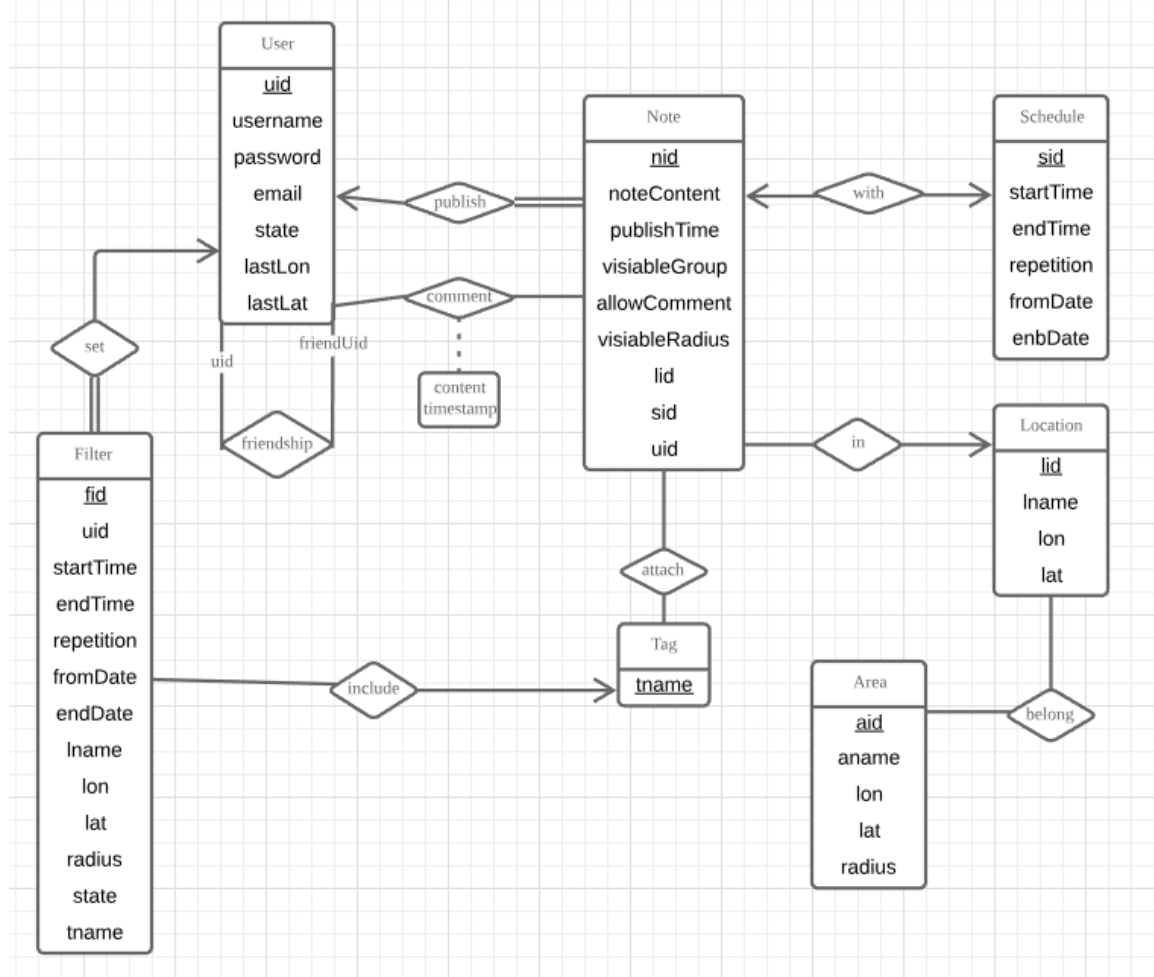 User
uid
username
password
email
state
lastLon
lastLat
publish
comment
content
timestamp
set
uid
friendUid
friendship
Note
nid
noteContent
publishTime
visiableGroup
allowComment
visiableRadius
lid
sid
uid
with
Schedule
sid
startTime
endTime
repetition
fromDate
enbDate
in
Location
lid
lname
lon
lat
Filter
fid
uid
startTime
endTime
repetition
fromDate
endDate
lname
lon
lat
radius
state
tname
include
attach
Tag
tname
Area
aid
aname
lon
lat
radius
belong